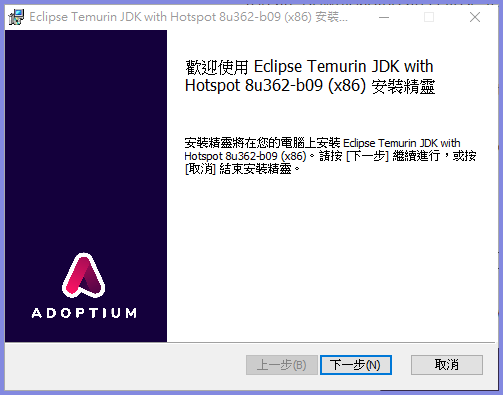 Eclipse Temurin JDK with Hotspot 8u362-b09 (x86) 安裝...
歡迎使用 Eclipse Temurin JDK with
Hotspot 8u362-b09 (x86) 安裝精靈
安裝精靈將在您的電腦上安裝 Eclipse Temurin JDK with
Hotspot 8u362-b09 (x86)。請按 [下一步] 繼續進行，或按
[取消] 結束安裝精靈。
ADOPTIUM
上一步(B) 下一步(N) 取消